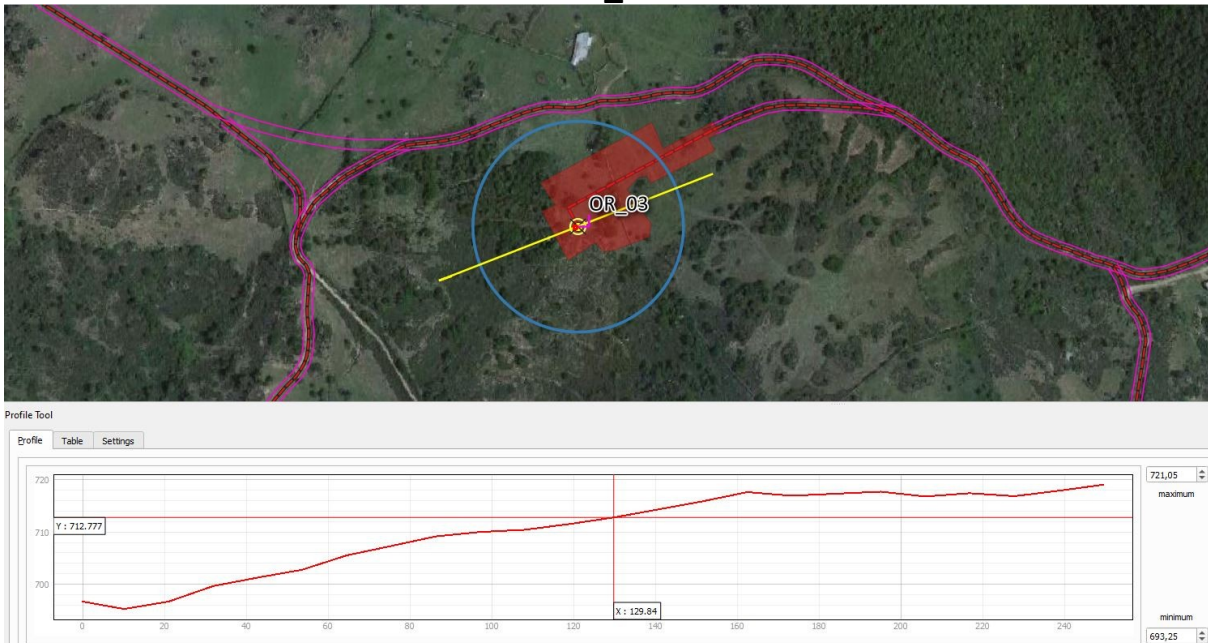 OR_03
Profile Tool
Profile Table Settings
720
710
700
Y : 712.777
X : 129.84
0 20 40 60 80 100 120 140 160 180 200 220 240
721,05
maximum
minimum
693,25